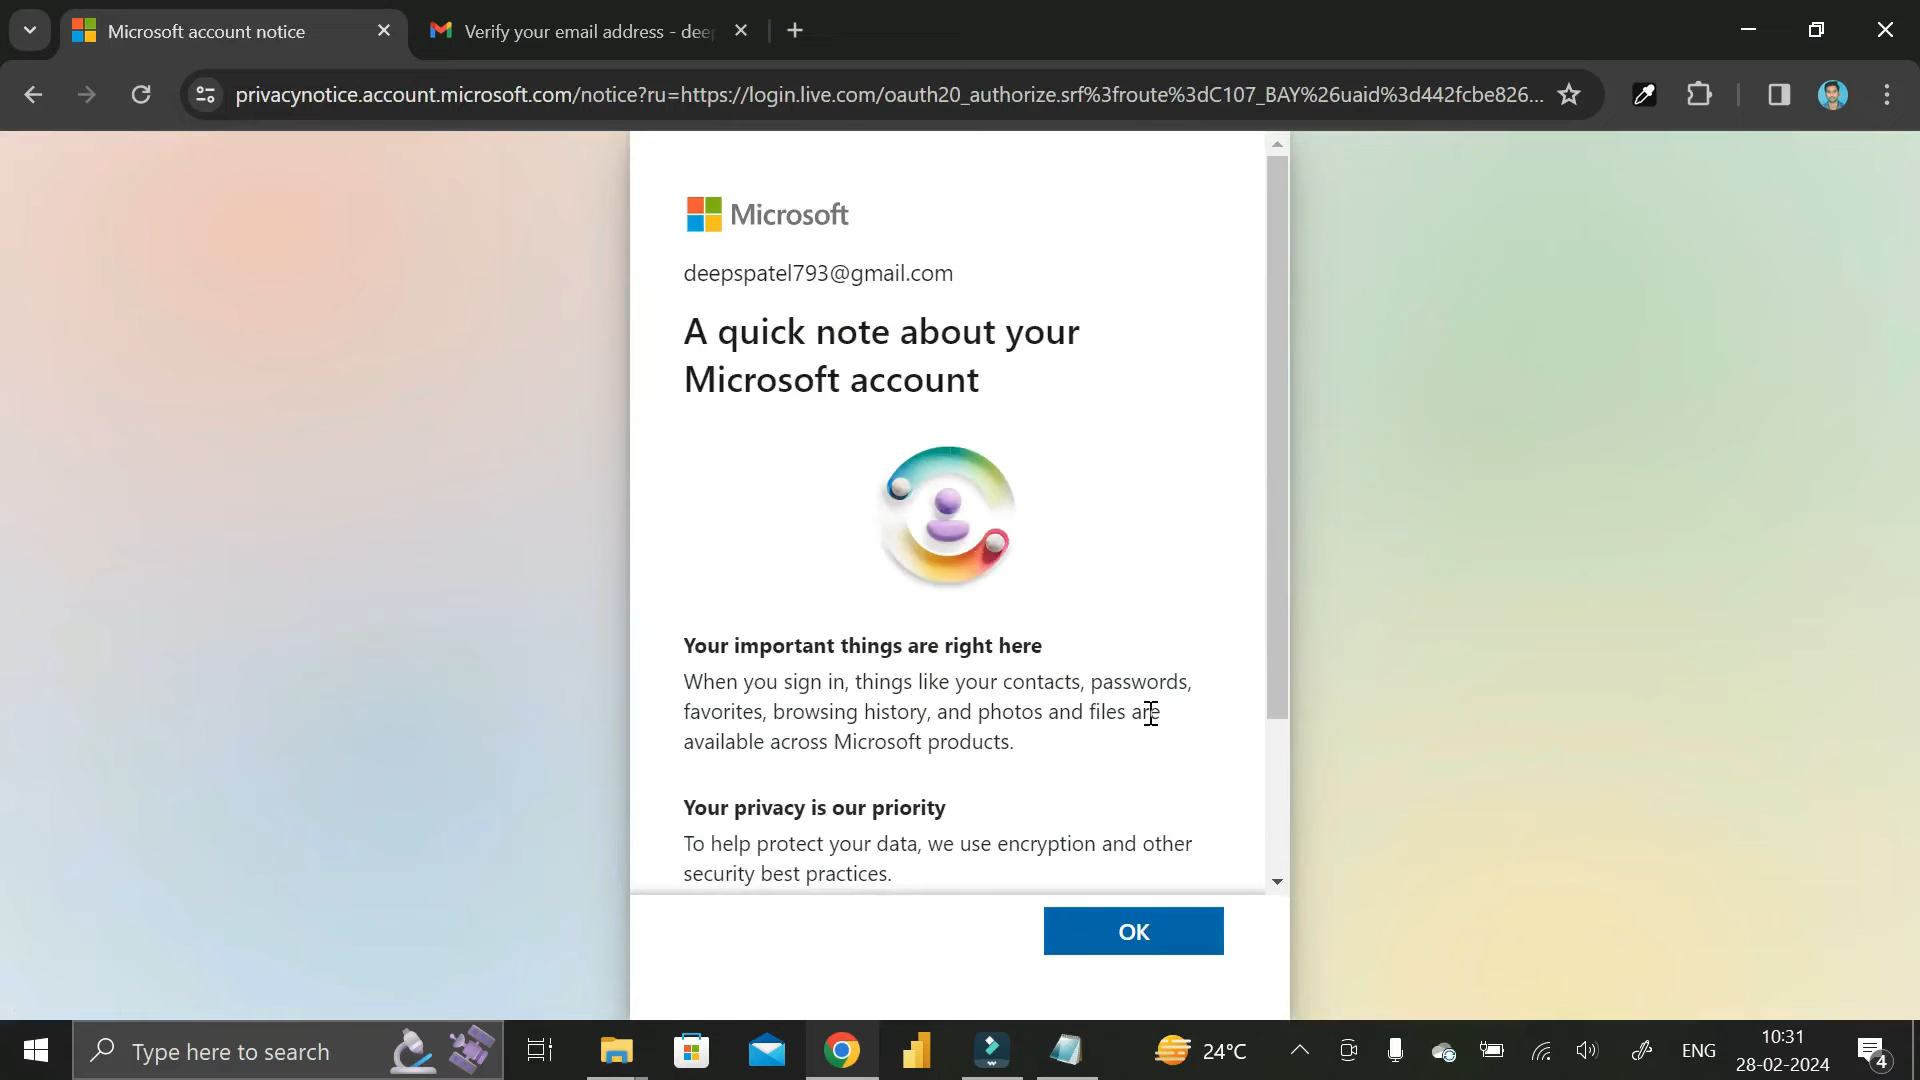 Microsoft account notice
Verify your email address - dee
privacynotice.account.microsoft.com/notice?ru=https://login.live.com/oauth20_authorize.srf%3froute%3dC107_BAY%26uaid%3d442fcbe826...
Microsoft
deepspatel793@gmail.com
A quick note about your
Microsoft account
Your important things are right here
When you sign in, things like your contacts, passwords,
favorites, browsing history, and photos and files are
available across Microsoft products.
Your privacy is our priority
To help protect your data, we use encryption and other
security best practices.
OK
Type here to search
24°C
ENG
10:31
28-02-2024
4